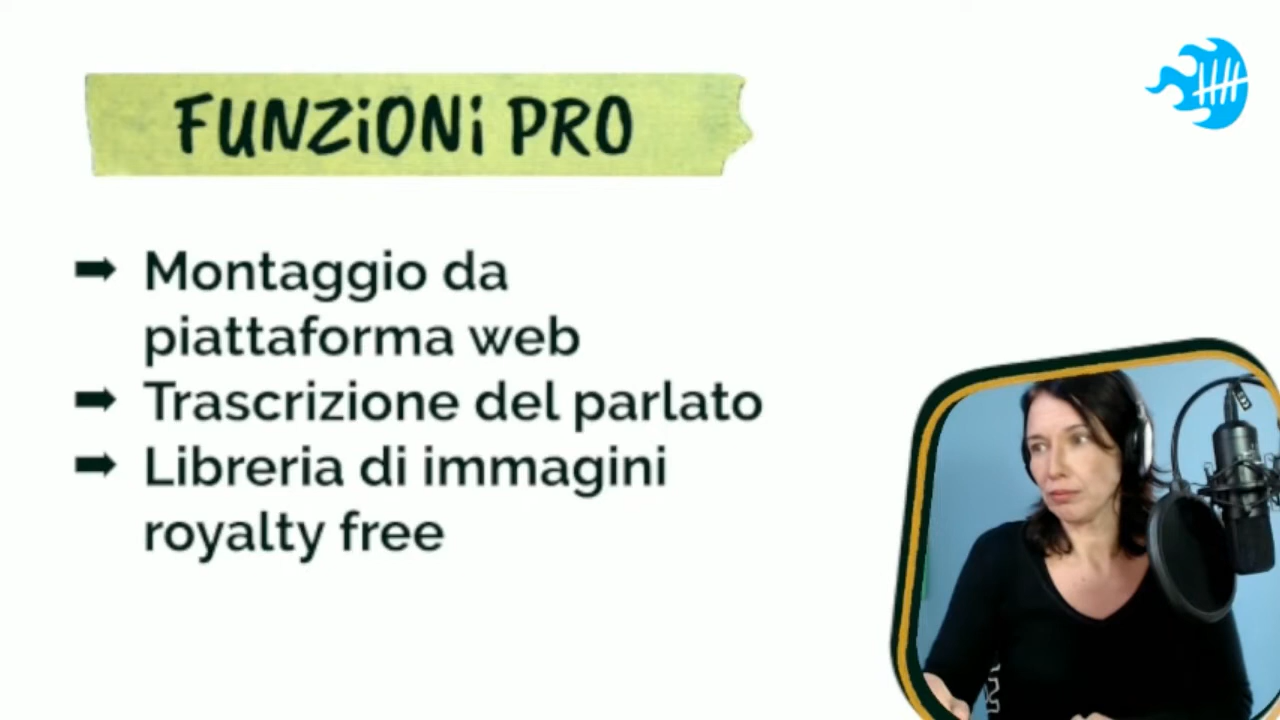 FUNZiONi PRO
➡ Montaggio da
piattaforma web
➡ Trascrizione del parlato
➡ Libreria di immagini
royalty free